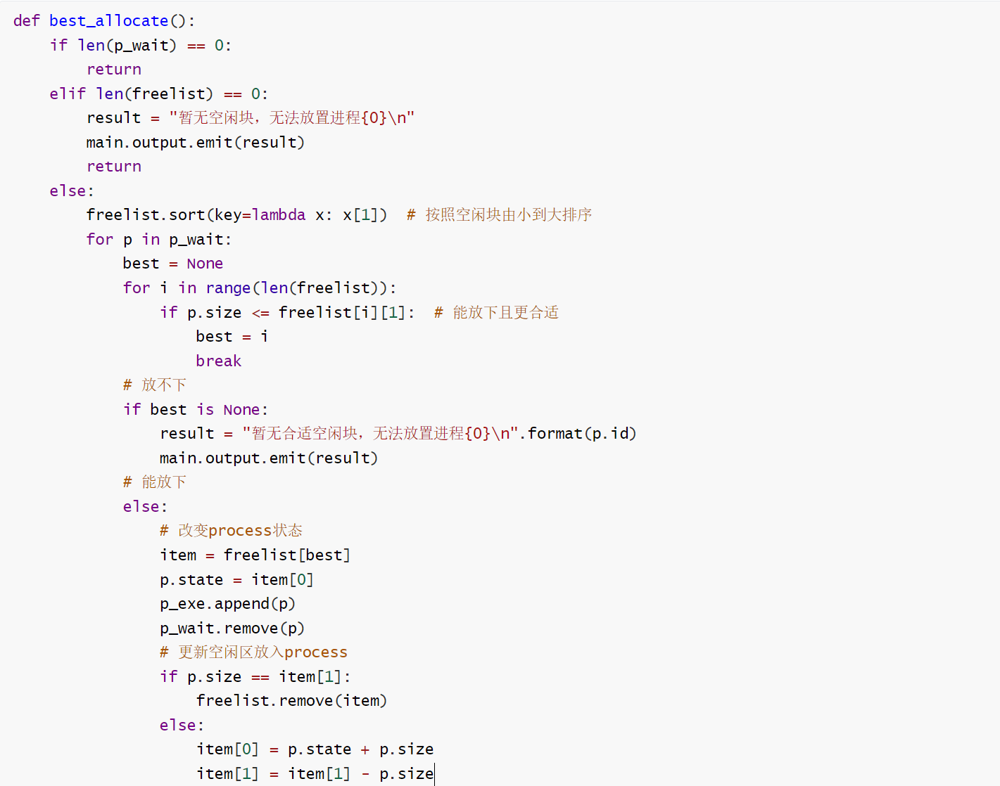 def best_allocate():
    if len(p_wait) == 0:
        return
    elif len(freelist) == 0:
        result = "暂无空闲块，无法放置进程{0}\n"
        main.output.emit(result)
        return
    else:
        freelist.sort(key=lambda x: x[1])  # 按照空闲块由小到大排序
        for p in p_wait:
            best = None
            for i in range(len(freelist)):
                if p.size <= freelist[i][1]:  # 能放下且更合适
                    best = i
                    break
            # 放不下
            if best is None:
                result = "暂无合适空闲块，无法放置进程{0}\n".format(p.id)
                main.output.emit(result)
            # 能放下
            else:
                # 改变process状态
                item = freelist[best]
                p.state = item[0]
                p_exe.append(p)
                p_wait.remove(p)
                # 更新空闲区放入process
                if p.size == item[1]:
                    freelist.remove(item)
                else:
                    item[0] = p.state + p.size
                    item[1] = item[1] - p.size